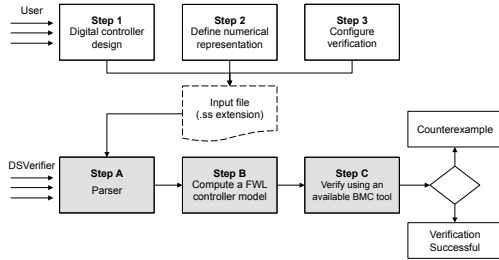 User
Step 1
Digital controller
design
Step 2
Define numerical
representation
Step 3
Configure
verification
Input file
(.ss extension)
DSVerifier
Step A
Parser
Step B
Compute a FWL
controller model
Step C
Verify using an
available BMC tool
Counterexample
Verification
Successful